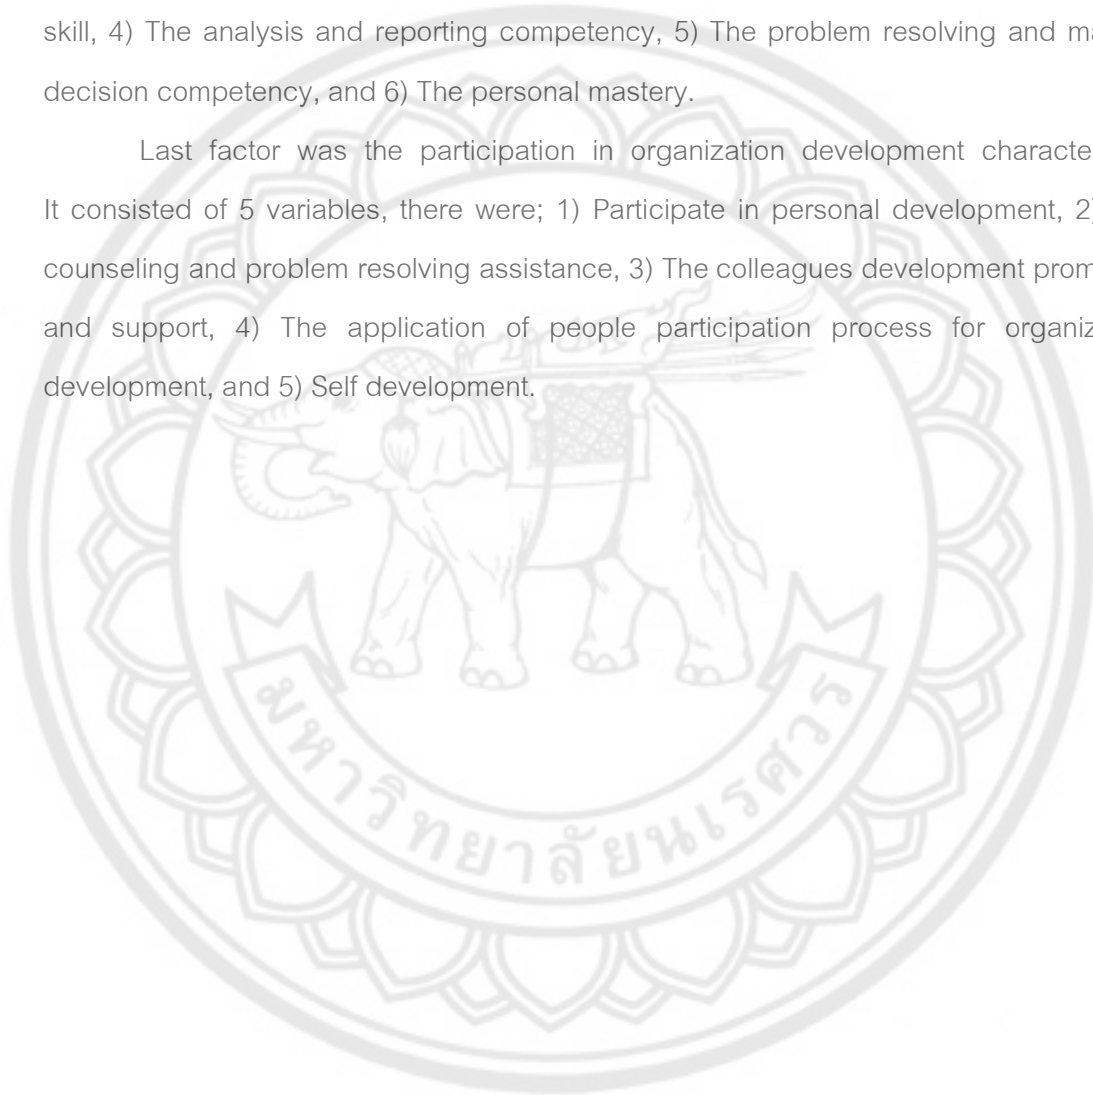 skill, 4) The analysis and reporting competency, 5) The problem resolving and ma
decision competency, and 6) The personal mastery.
Last factor was the participation in organization development characte
It consisted of 5 variables, there were; 1) Participate in personal development, 2)
counseling and problem resolving assistance, 3) The colleagues development prom
and support, 4) The application of people participation process for organiz
development, and 5) Self development.
มหาวิทยาลัยนเรศวร